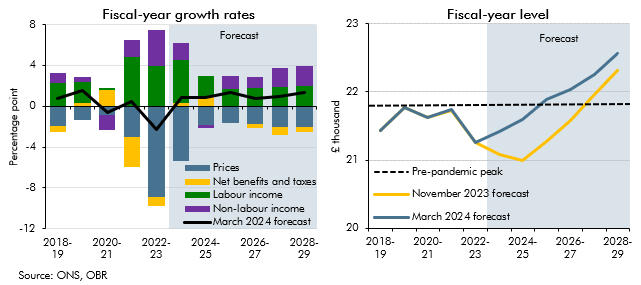 Fiscal-year growth rates
8
4
0
-4
-8
-12
Percentage point
Forecast
Prices
Net benefits and taxes
Labour income
Non-labour income
March 2024 forecast
2018-
19
2020-
21
2022-
23
2024-
25
2026-
27
2028-
29
Source: ONS, OBR
Fiscal-year level
23
22
21
20
£ thousand
Forecast
Pre-pandemic peak
November 2023 forecast
March 2024 forecast
2018-
19
2020-
21
2022-
23
2024-
25
2026-
27
2028-
29